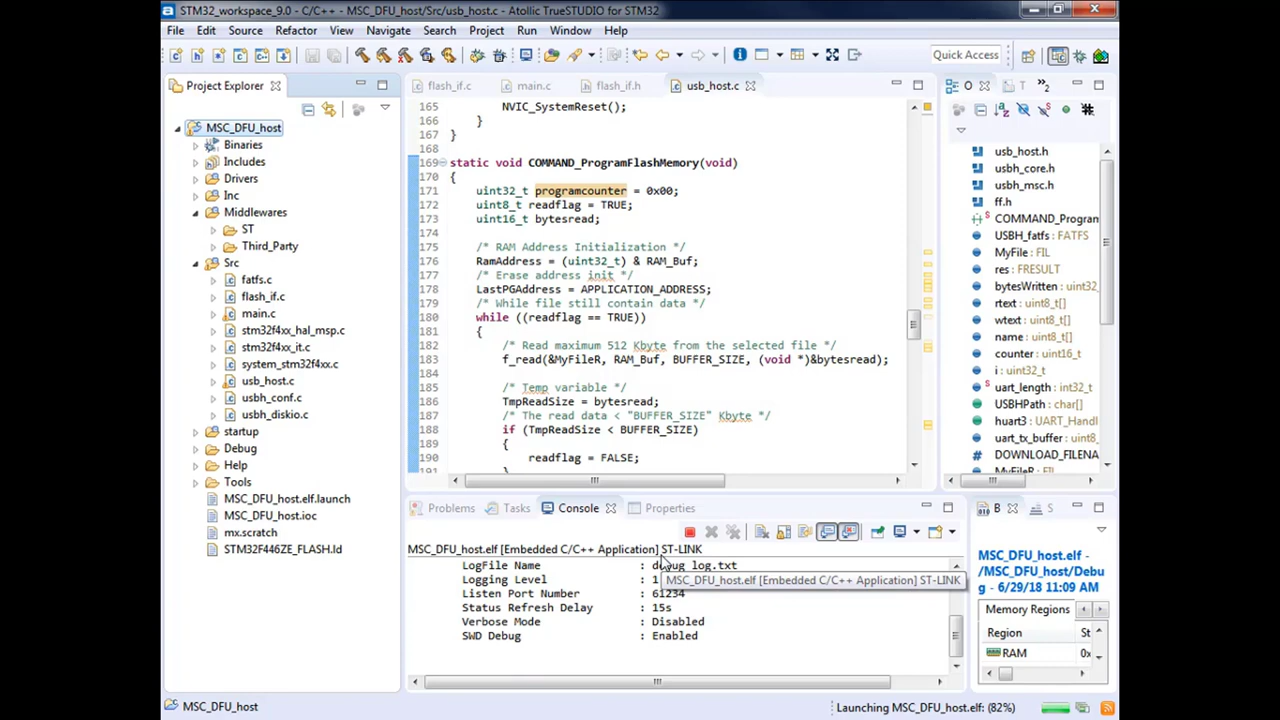 STM32_workspace_9.0 - C/C++ - MSC_DFU_host/Src/usb_host.c - Atollic TrueSTUDIO for STM32
File Edit Source Refactor View Navigate Search Project Run Window Help
Quick Access
Project Explorer
MSC_DFU_host
Binaries
Includes
Drivers
Inc
Middlewares
ST
Third_Party
Src
fatfs.c
flash_if.c
main.c
stm32f4xx_hal_msp.c
stm32f4xx_it.c
system_stm32f4xx.c
usb_host.c
usbh_conf.c
usbh_diskio.c
startup
Debug
Help
Tools
MSC_DFU_host.elf.launch
MSC_DFU_host.ioc
mx.scratch
STM32F446ZE_FLASH.ld
flash_if.c main.c flash_if.h usb_host.c
165 NVIC_SystemReset();
166 }
167 }
168
169 static void COMMAND_ProgramFlashMemory(void)
170 {
171 uint32_t programcounter = 0x00;
172 uint8_t readflag = TRUE;
173 uint16_t bytesread;
174
175 /* RAM Address Initialization */
176 RamAddress = (uint32_t) & RAM_Buf;
177 /* Erase address init */
178 LastPGAddress = APPLICATION_ADDRESS;
179 /* While file still contain data */
180 while ((readflag == TRUE))
181 {
182 /* Read maximum 512 Kbyte from the selected file */
183 f_read(&MyFileR, RAM_Buf, BUFFER_SIZE, (void *)&bytesread);
184
185 /* Temp variable */
186 TmpReadSize = bytesread;
187 /* The read data < "BUFFER_SIZE" Kbyte */
188 if (TmpReadSize < BUFFER_SIZE)
189 {
190 readflag = FALSE;
191 }
O T »2
usb_host.h
usb_core.h
usb_msc.h
ff.h
COMMAND_Program
USBH_fatfs : FATFS
MyFile : FIL
res : FRESULT
bytesWritten : uint32
rtext : uint8_t[]
wtext : uint8_t[]
name : uint8_t[]
counter : uint16_t
i : uint32_t
uart_length : int32_t
USBHPath : char[]
huart3 : UART_Handl
uart_tx_buffer : uint8_
DOWNLOAD_FILENA
MyFileR : FIL
Problems Tasks Console Properties
MSC_DFU_host.elf [Embedded C/C++ Application] ST-LINK
LogFile Name : debug_log.txt
Logging Level : 1
MSC_DFU_host.elf [Embedded C/C++ Application] ST-LINK
Listen Port Number : 61234
Status Refresh Delay : 15s
Verbose Mode : Disabled
SWD Debug : Enabled
B S
MSC_DFU_host.elf -
/MSC_DFU_host/Debu
g - 6/29/18 11:09 AM
Memory Regions
Region St
RAM 0x
MSC_DFU_host
Launching MSC_DFU_host.elf: (82%)